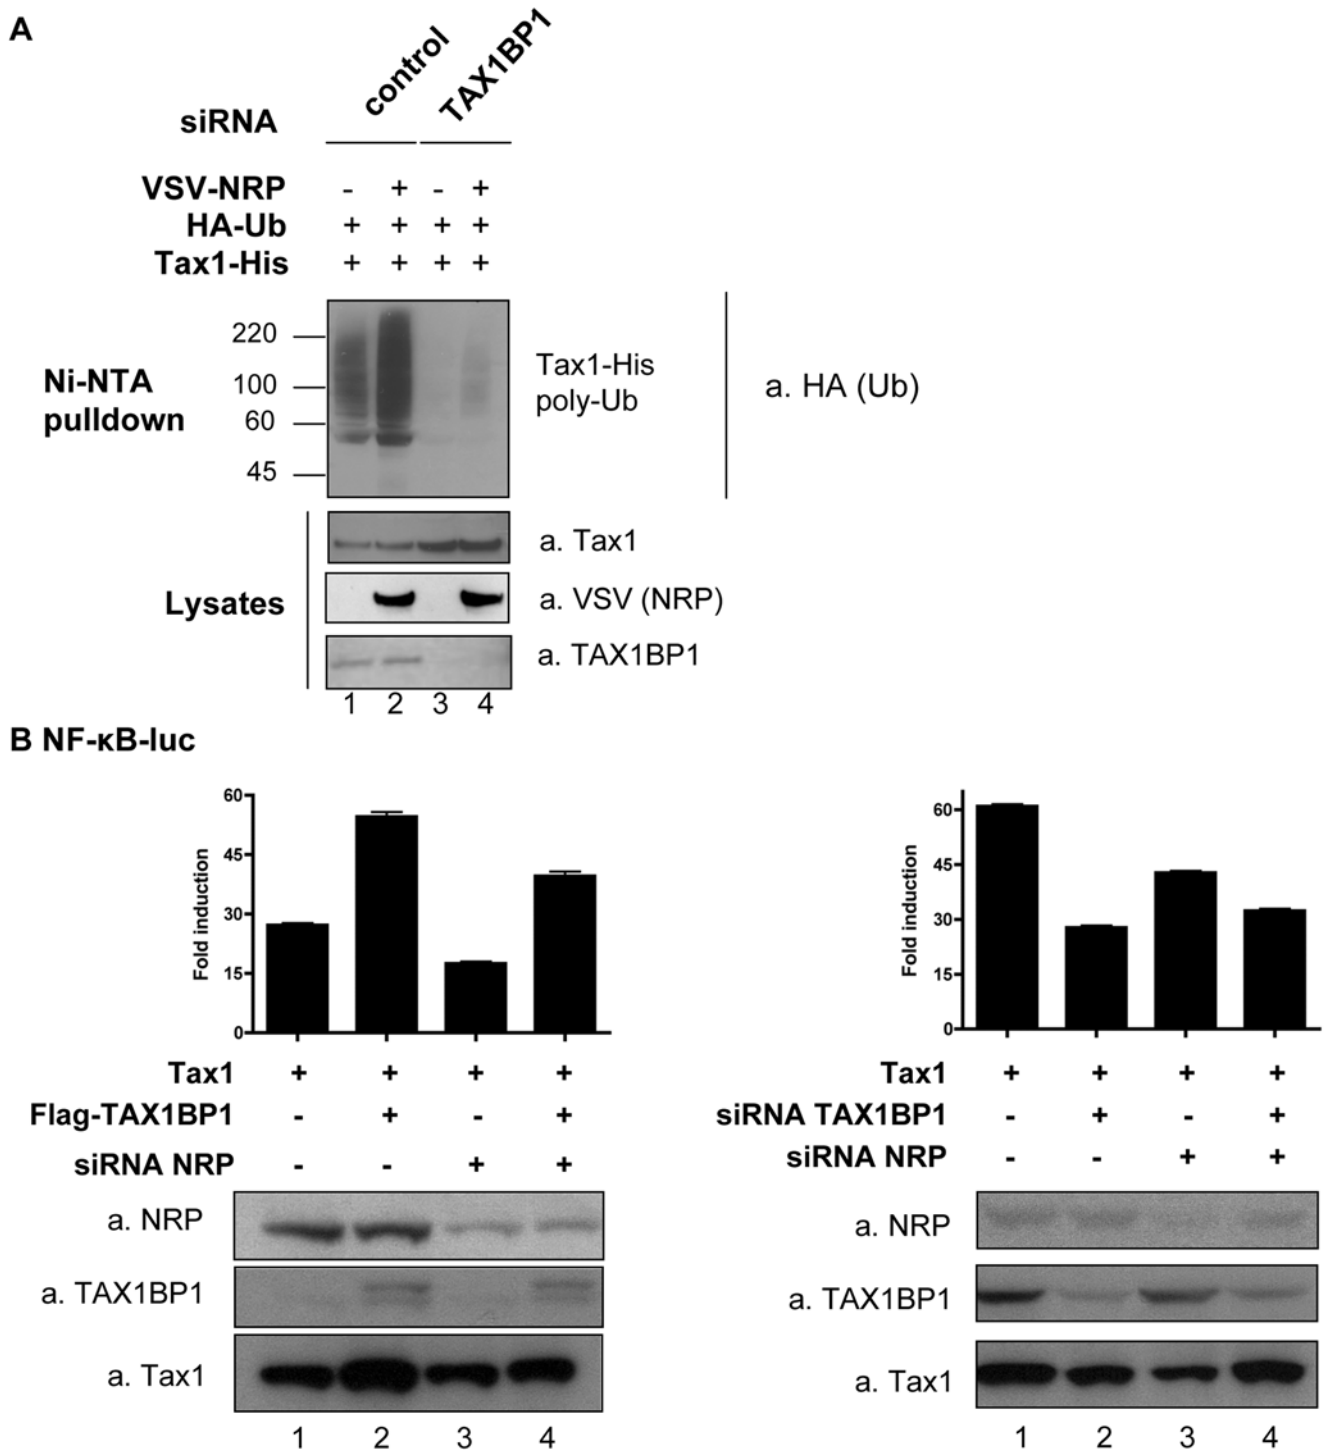 A
control
TAX1BP1
siRNA
VSV-NRP - + - +
HA-Ub + + + +
Tax1-His + + + +
220
100
60
45
Ni-NTA
pulldown
Tax1-His
poly-Ub
a. HA (Ub)
Lysates
a. Tax1
a. VSV (NRP)
a. TAX1BP1
1 2 3 4
B NF-κB-luc
60
45
30
15
0
Fold induction
Tax1 + + + +
Flag-TAX1BP1 - + - +
siRNA NRP - - + +
a. NRP
a. TAX1BP1
a. Tax1
1 2 3 4
60
45
30
15
0
Fold induction
Tax1 + + + +
siRNA TAX1BP1 - + - +
siRNA NRP - - + +
a. NRP
a. TAX1BP1
a. Tax1
1 2 3 4